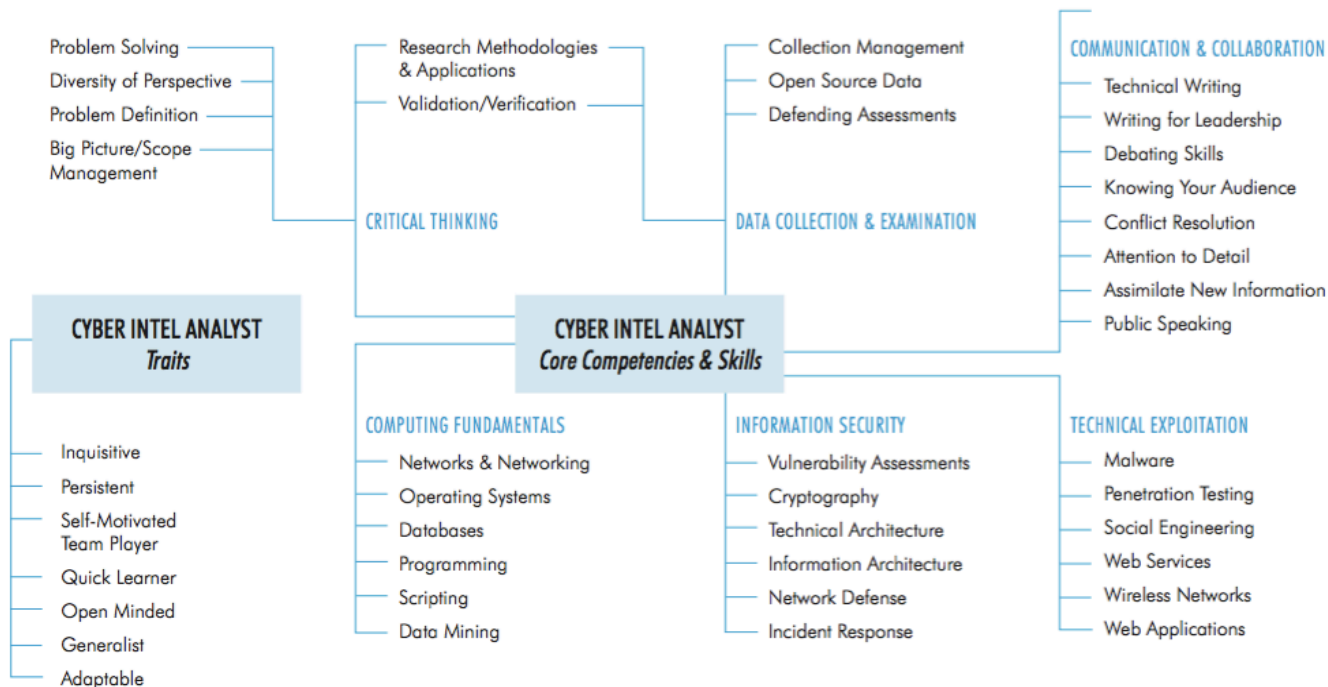 Problem Solving
Diversity of Perspective
Problem Definition
Big Picture/Scope
Management
Research Methodologies
& Applications
Validation/Verification
CRITICAL THINKING
Collection Management
Open Source Data
Defending Assessments
DATA COLLECTION & EXAMINATION
COMMUNICATION & COLLABORATION
Technical Writing
Writing for Leadership
Debating Skills
Knowing Your Audience
Conflict Resolution
Attention to Detail
Assimilate New Information
Public Speaking
CYBER INTEL ANALYST
Traits
CYBER INTEL ANALYST
Core Competencies & Skills
Inquisitive
Persistent
Self-Motivated
Team Player
Quick Learner
Open Minded
Generalist
Adaptable
COMPUTING FUNDAMENTALS
Networks & Networking
Operating Systems
Databases
Programming
Scripting
Data Mining
INFORMATION SECURITY
Vulnerability Assessments
Cryptography
Technical Architecture
Information Architecture
Network Defense
Incident Response
TECHNICAL EXPLOITATION
Malware
Penetration Testing
Social Engineering
Web Services
Wireless Networks
Web Applications